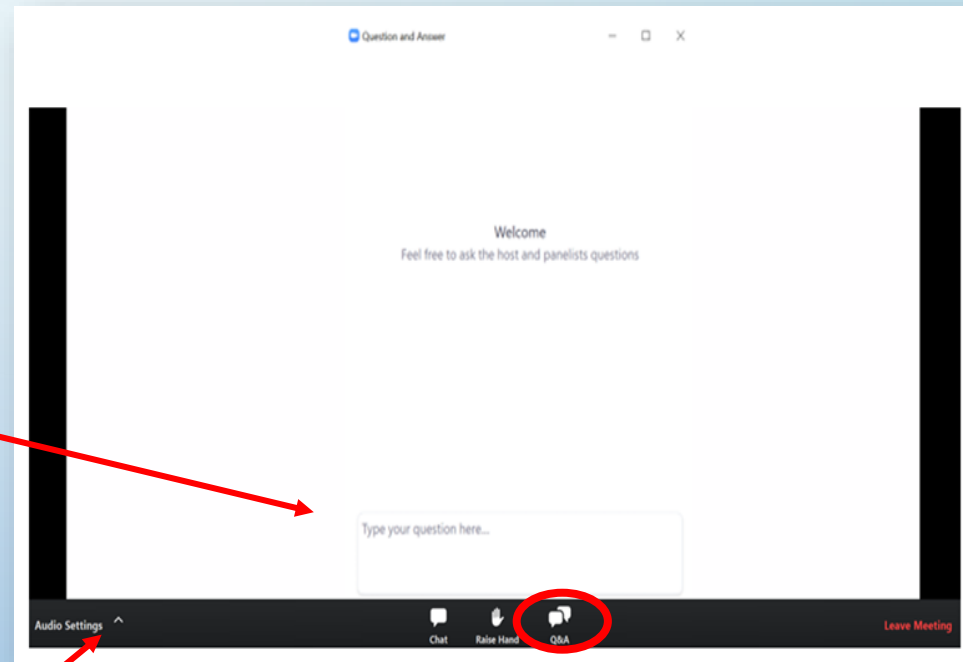 Question and Answer
Welcome
Feel free to ask the host and panelists questions
Type your question here...
Audio Settings
Chat
Raise Hand
Q&A
Leave Meeting